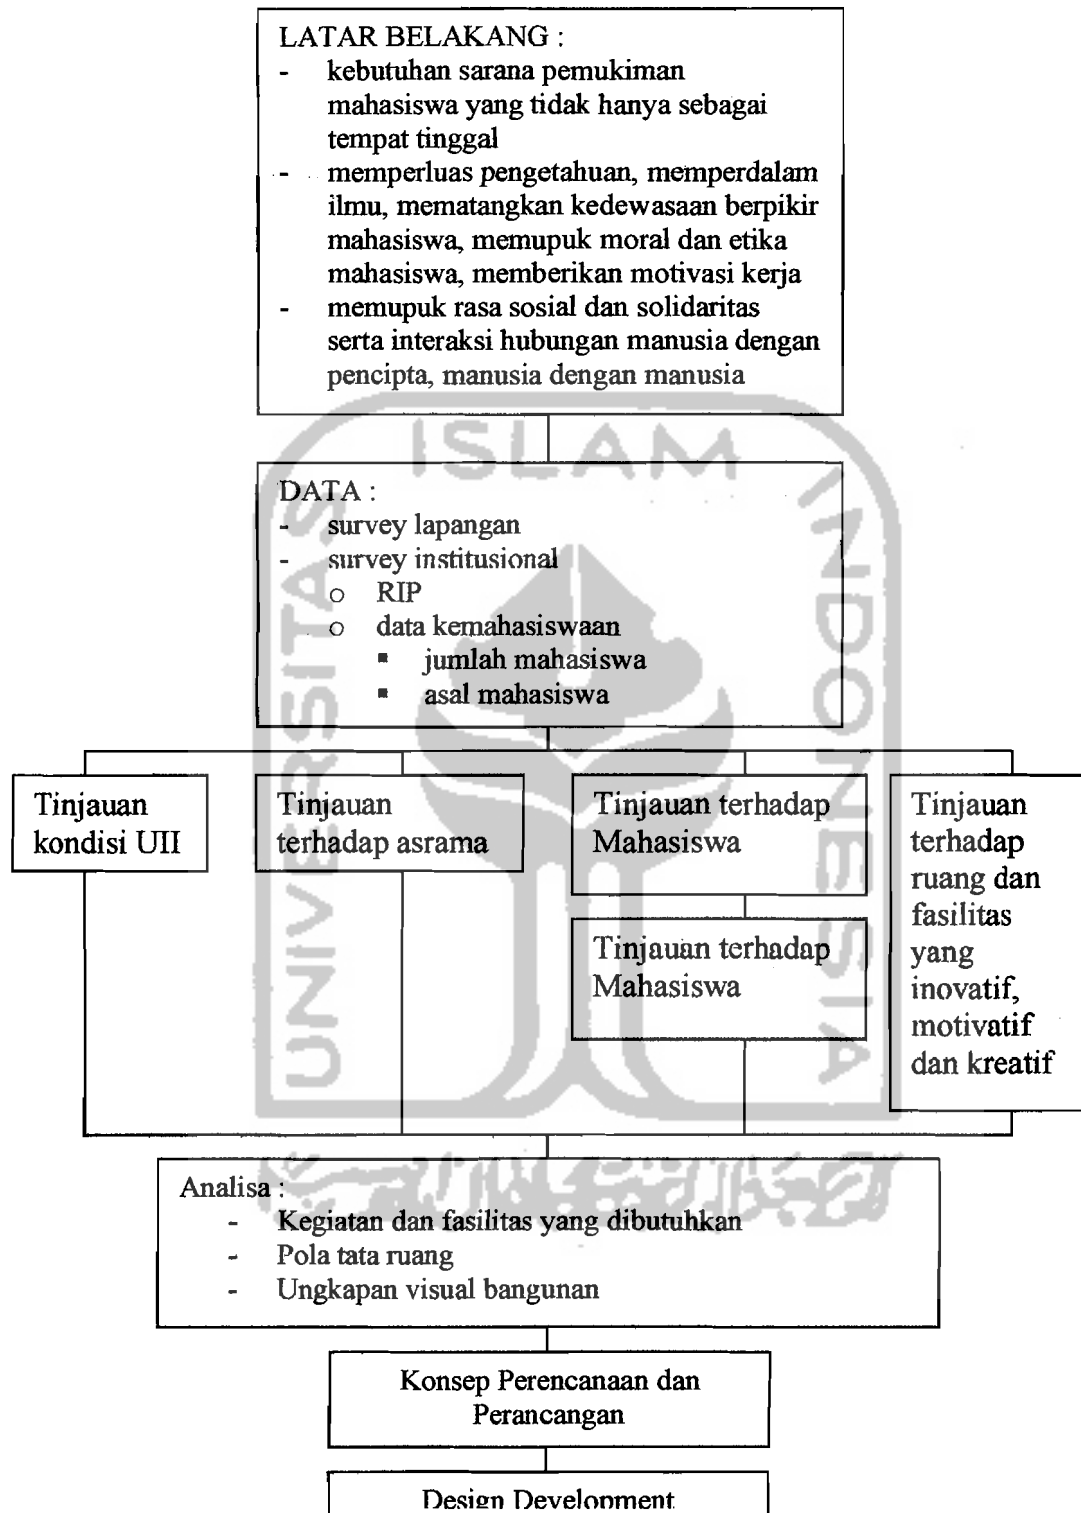 LATAR BELAKANG :
- kebutuhan sarana pemukiman
mahasiswa yang tidak hanya sebagai
tempat tinggal
- memperluas pengetahuan, memperdalam
ilmu, mematangkan kedewasaan berpikir
mahasiswa, memupuk moral dan etika
mahasiswa, memberikan motivasi kerja
- memupuk rasa sosial dan solidaritas
serta interaksi hubungan manusia dengan
pencipta, manusia dengan manusia
DATA :
- survey lapangan
- survey institusional
o RIP
o data kemahasiswaan
▪ jumlah mahasiswa
▪ asal mahasiswa
Tinjauan
kondisi UII
Tinjauan
terhadap asrama
Tinjauan terhadap
Mahasiswa
Tinjauan terhadap
Mahasiswa
Tinjauan
terhadap
ruang dan
fasilitas
yang
inovatif,
motivatif
dan kreatif
Analisa :
- Kegiatan dan fasilitas yang dibutuhkan
- Pola tata ruang
- Ungkapan visual bangunan
Konsep Perencanaan dan
Perancangan
Design Development
UNIVERSITAS
ISLAM
INDONESIA